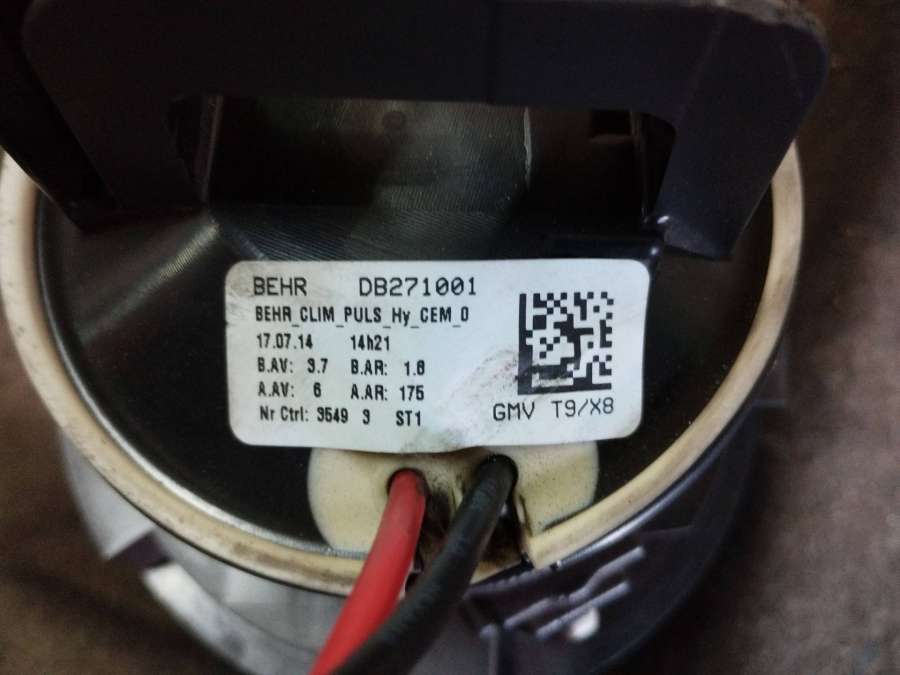 BEHR DB271001
BEHR_CLIM_PULS_Hy_CEM_0
17.07.14 14h21
B.AV: 3.7 B.AR: 1.8
A.AV: 6 A.AR: 175
Nr Ctrl: 3549 3 ST1
GMV T9/X8